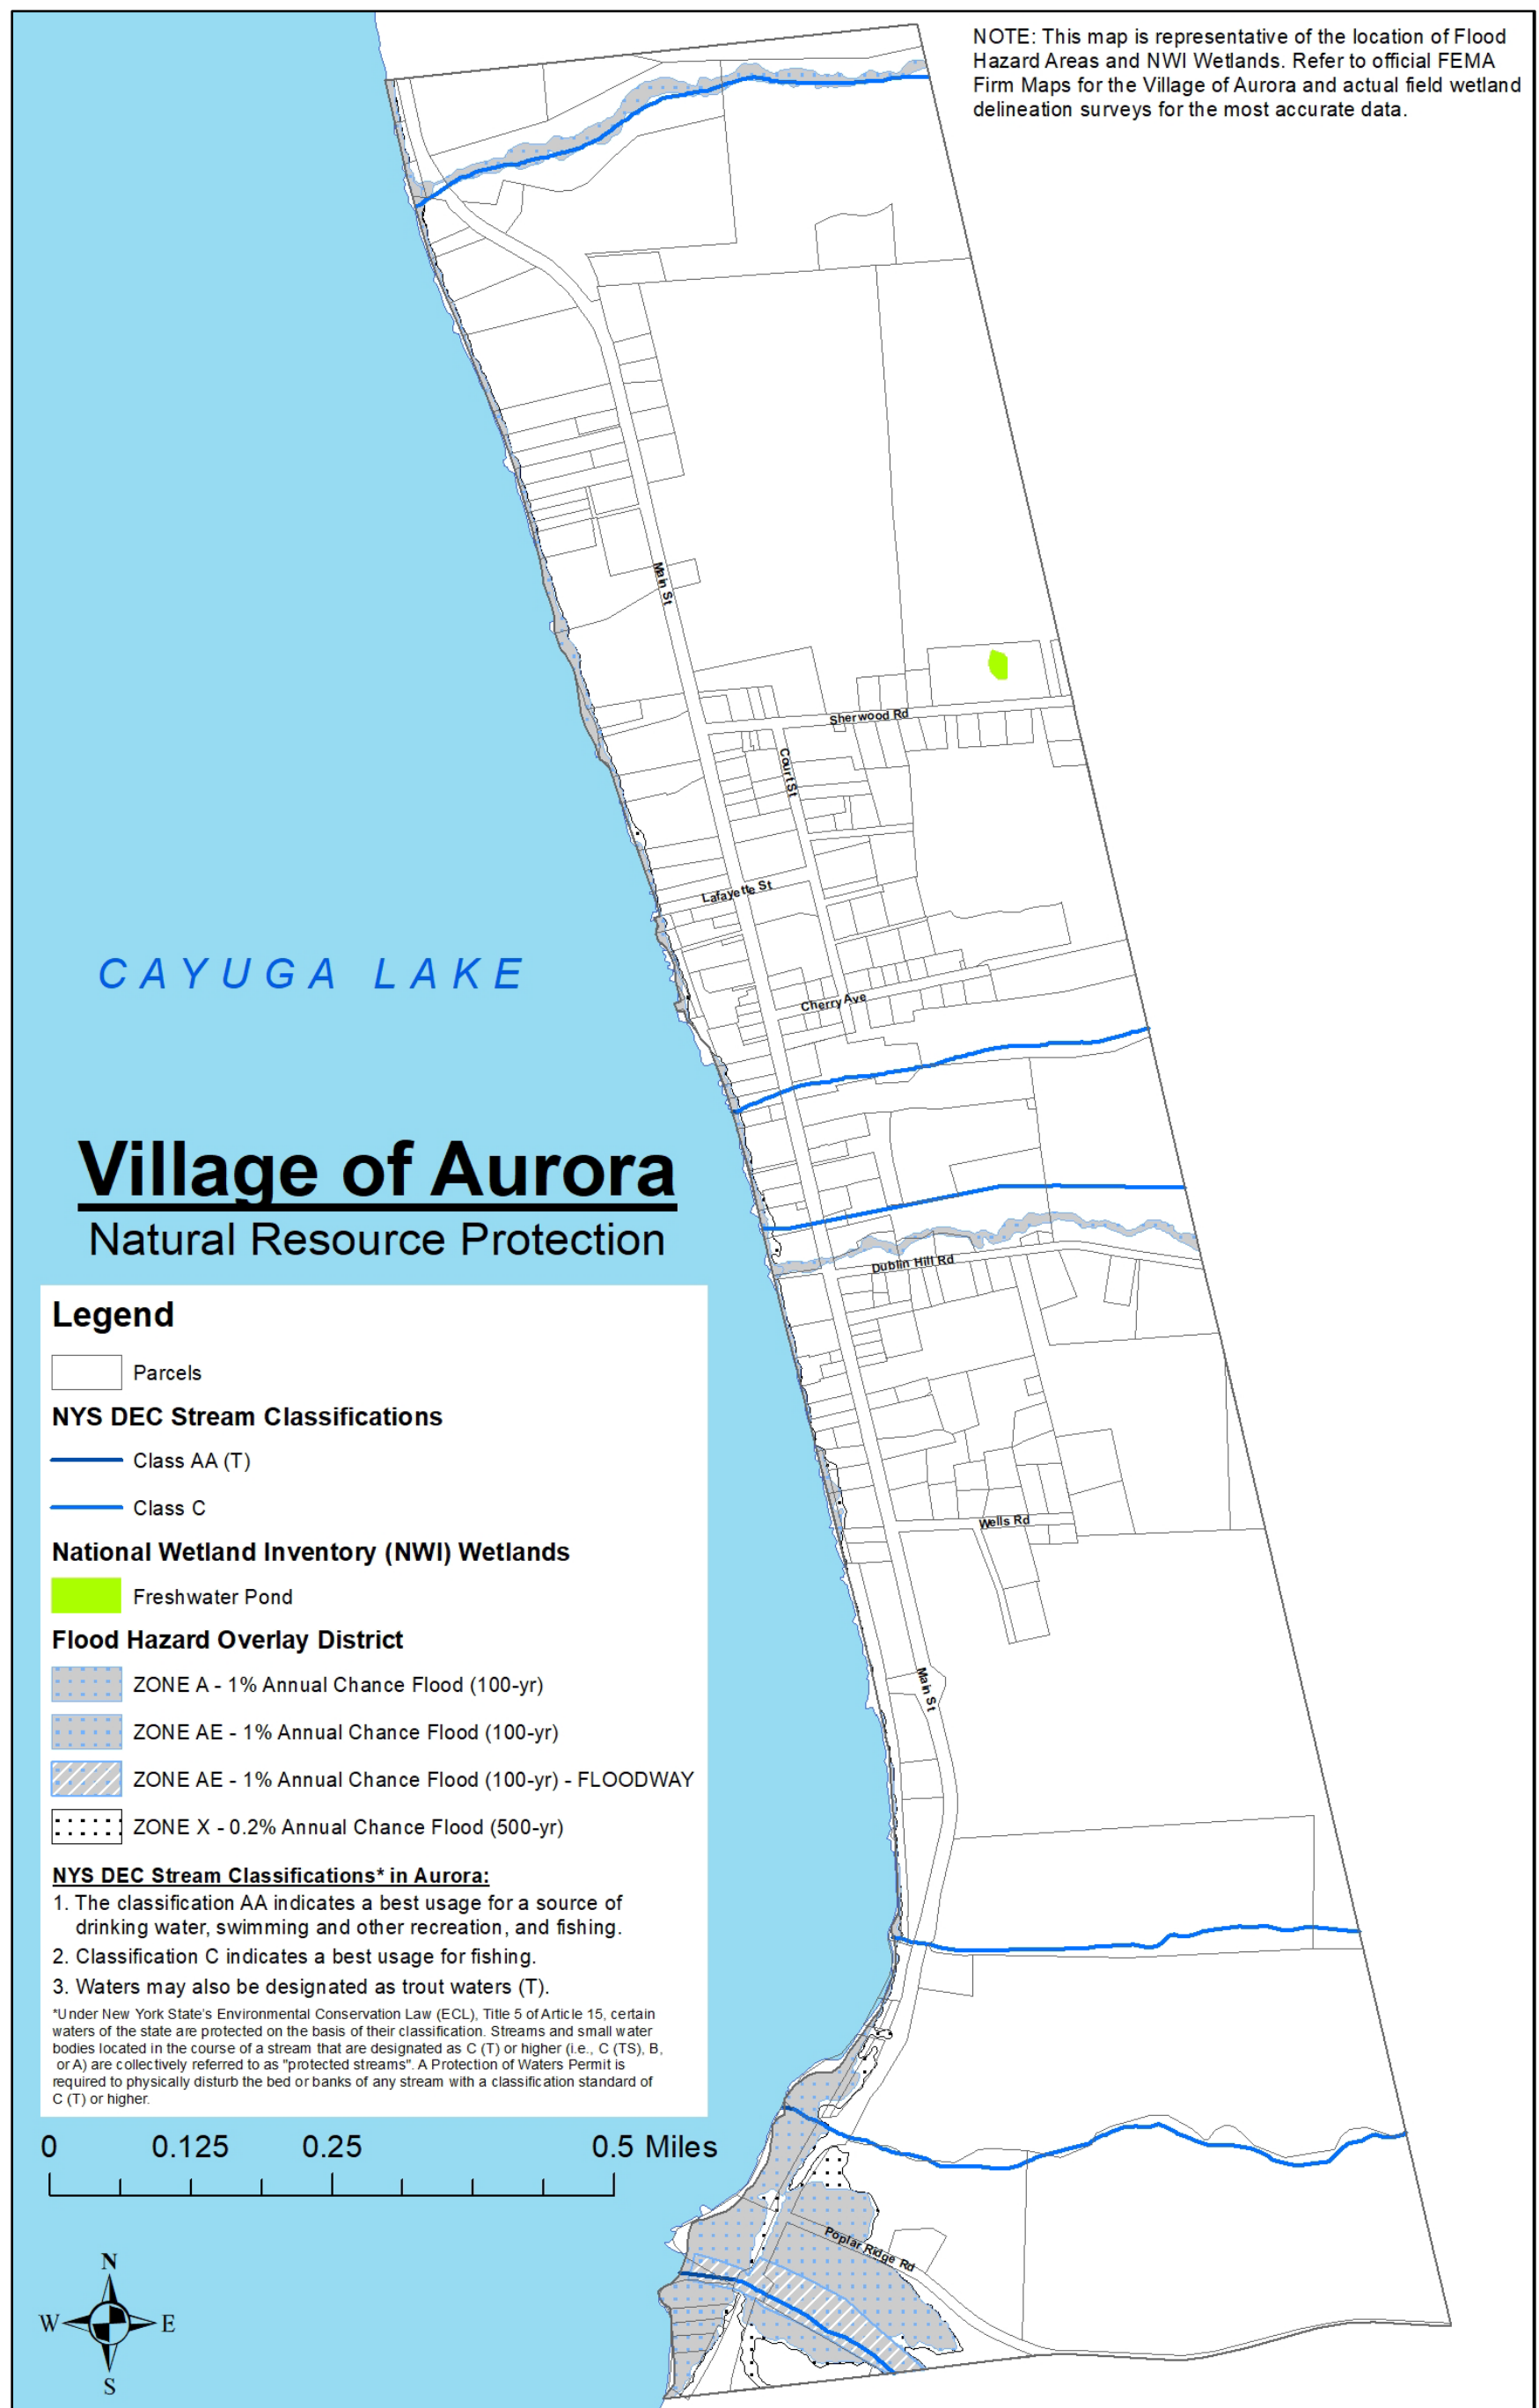 NOTE: This map is representative of the location of Flood
Hazard Areas and NWI Wetlands. Refer to official FEMA
Firm Maps for the Village of Aurora and actual field wetland
delineation surveys for the most accurate data.
Main St
Sherwood Rd
Court St
Lafayette St
CAYUGA LAKE
Cherry Ave
Village of Aurora
Natural Resource Protection
Dublin Hill Rd
Wells Rd
Main St
Poplar Ridge Rd
Legend
Parcels
NYS DEC Stream Classifications
Class AA (T)
Class C
National Wetland Inventory (NWI) Wetlands
Freshwater Pond
Flood Hazard Overlay District
ZONE A - 1% Annual Chance Flood (100-yr)
ZONE AE - 1% Annual Chance Flood (100-yr)
ZONE AE - 1% Annual Chance Flood (100-yr) - FLOODWAY
ZONE X - 0.2% Annual Chance Flood (500-yr)
NYS DEC Stream Classifications* in Aurora:
1. The classification AA indicates a best usage for a source of
drinking water, swimming and other recreation, and fishing.
2. Classification C indicates a best usage for fishing.
3. Waters may also be designated as trout waters (T).
*Under New York State's Environmental Conservation Law (ECL), Title 5 of Article 15, certain
waters of the state are protected on the basis of their classification. Streams and small water
bodies located in the course of a stream that are designated as C (T) or higher (i.e., C (TS), B,
or A) are collectively referred to as "protected streams". A Protection of Waters Permit is
required to physically disturb the bed or banks of any stream with a classification standard of
C (T) or higher.
0 0.125 0.25 0.5 Miles
N
W E
S